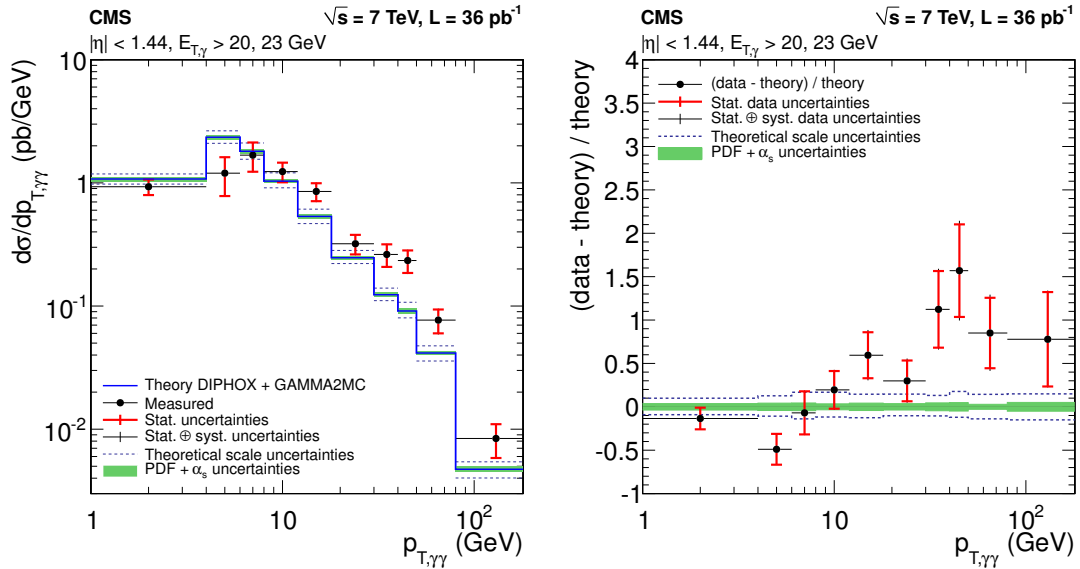 CMS √s = 7 TeV, L = 36 pb⁻¹
|η| < 1.44, E_T,γ > 20, 23 GeV
dσ/dp_T,γγ (pb/GeV)
10
1
10⁻¹
10⁻²
Theory DIPHOX + GAMMA2MC
Measured
Stat. uncertainties
Stat. ⊕ syst. uncertainties
Theoretical scale uncertainties
PDF + α_s uncertainties
1 10 10²
p_T,γγ (GeV)
CMS √s = 7 TeV, L = 36 pb⁻¹
|η| < 1.44, E_T,γ > 20, 23 GeV
(data - theory) / theory
4
3.5
3
2.5
2
1.5
1
0.5
0
-0.5
-1
(data - theory) / theory
Stat. data uncertainties
Stat. ⊕ syst. data uncertainties
Theoretical scale uncertainties
PDF + α_s uncertainties
1 10 10²
p_T,γγ (GeV)